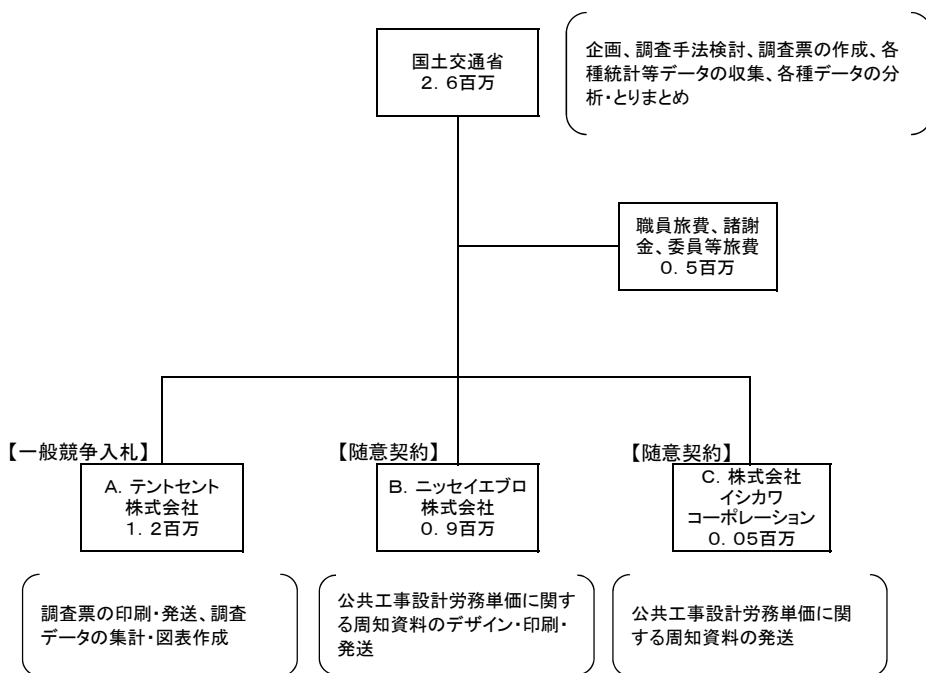 国土交通省
2．6百万
企画、調査手法検討、調査票の作成、各
種統計等データの収集、各種データの分
析・とりまとめ
職員旅費、諸謝
金、委員等旅費
0．5百万
【一般競争入札】
A．テントセント
株式会社
1．2百万
【随意契約】
B．ニッセイエブロ
株式会社
0．9百万
【随意契約】
C．株式会社
イシカワ
コーポレーション
0．05百万
調査票の印刷・発送、調査
データの集計・図表作成
公共工事設計労務単価に関す
る周知資料のデザイン・印刷・
発送
公共工事設計労務単価に関
する周知資料の発送